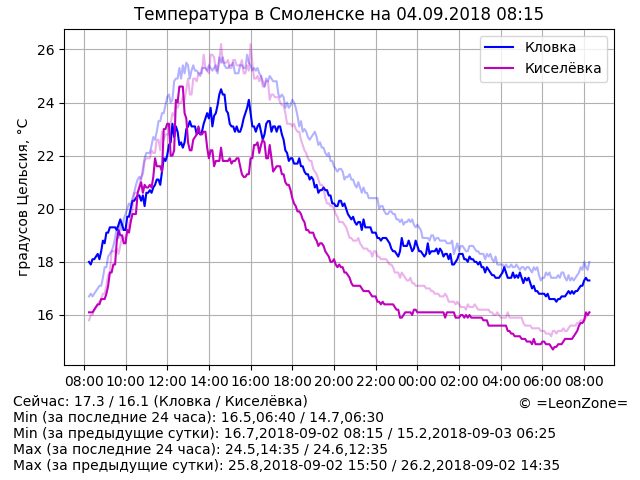 Температура в Смоленске на 04.09.2018 08:15
градусов Цельсия, °C
26
24
22
20
18
16
Кловка
Киселёвка
08:00 10:00 12:00 14:00 16:00 18:00 20:00 22:00 00:00 02:00 04:00 06:00 08:00
Сейчас: 17.3 / 16.1 (Кловка / Киселёвка)
© =LeonZone=
Min (за последние 24 часа): 16.5,06:40 / 14.7,06:30
Min (за предыдущие сутки): 16.7,2018-09-02 08:15 / 15.2,2018-09-03 06:25
Max (за последние 24 часа): 24.5,14:35 / 24.6,12:35
Max (за предыдущие сутки): 25.8,2018-09-02 15:50 / 26.2,2018-09-02 14:35